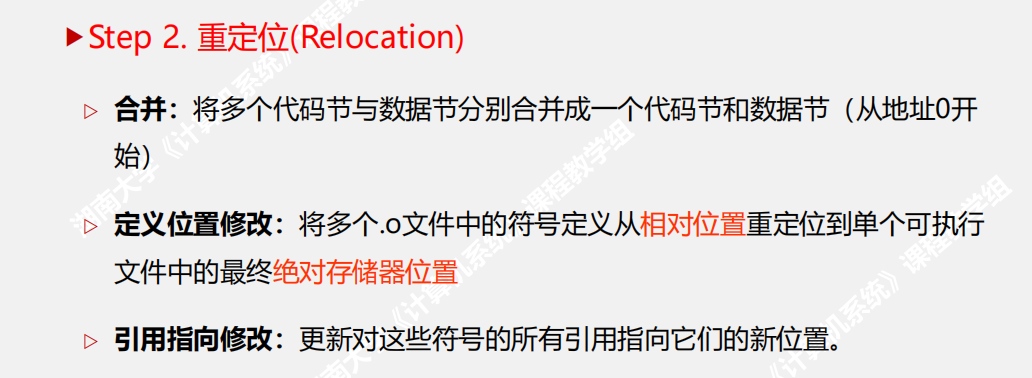 Step 2. 重定位(Relocation)
合并：将多个代码节与数据节分别合并成一个代码节和数据节（从地址0开
始）
定义位置修改：将多个.o文件中的符号定义从相对位置重定位到单个可执行
文件中的最终绝对存储器位置
引用指向修改：更新对这些符号的所有引用指向它们的新位置。
湖南大学《计算机系统》课程教学组
《计算机系统》课程教学组